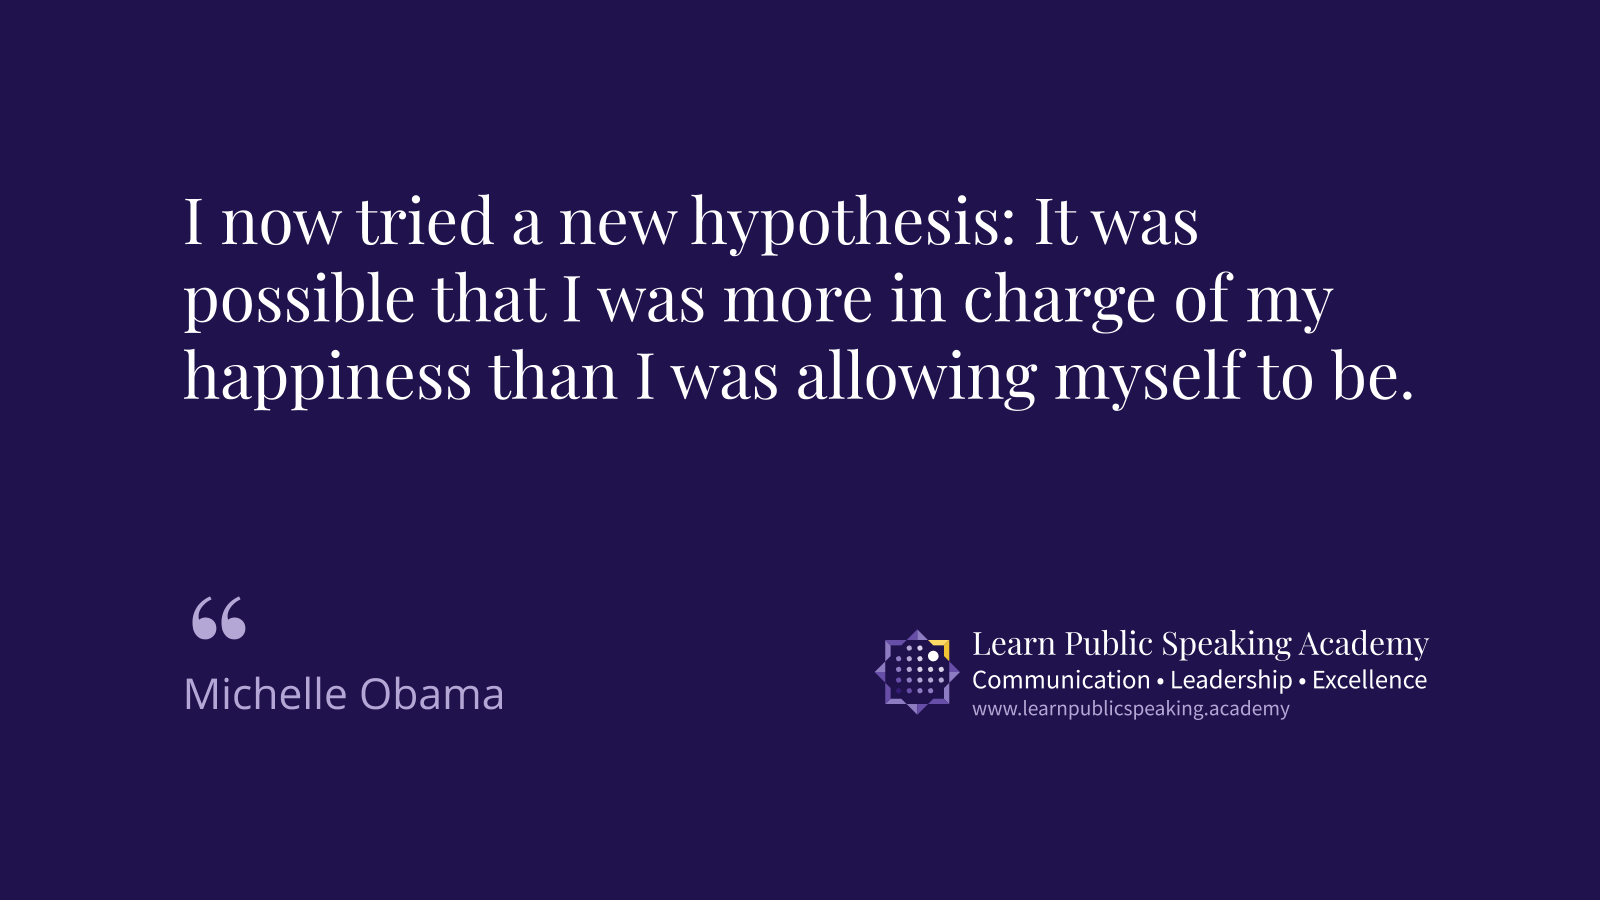 I now tried a new hypothesis: It was
possible that I was more in charge of my
happiness than I was allowing myself to be.
“
Michelle Obama
Learn Public Speaking Academy
Communication • Leadership • Excellence
www.learnpublicspeaking.academy